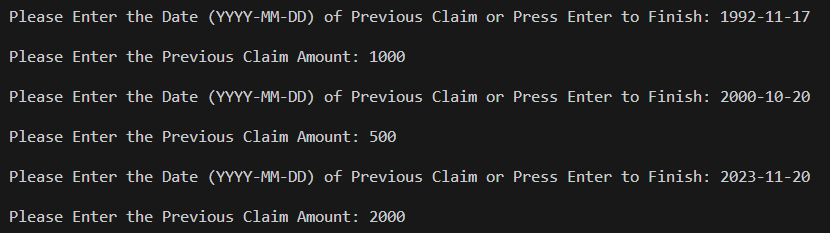 Please Enter the Date (YYYY-MM-DD) of Previous Claim or Press Enter to Finish: 1992-11-17
Please Enter the Previous Claim Amount: 1000
Please Enter the Date (YYYY-MM-DD) of Previous Claim or Press Enter to Finish: 2000-10-20
Please Enter the Previous Claim Amount: 500
Please Enter the Date (YYYY-MM-DD) of Previous Claim or Press Enter to Finish: 2023-11-20
Please Enter the Previous Claim Amount: 2000